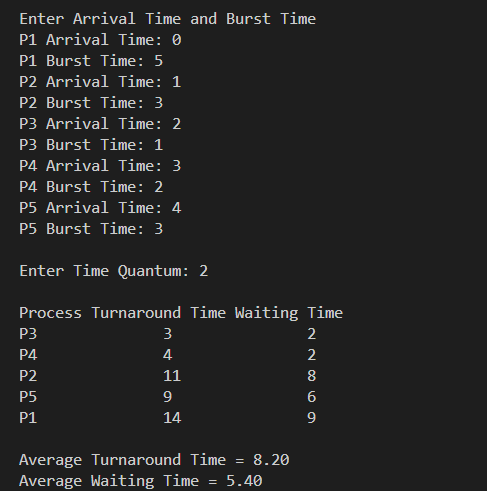 Enter Arrival Time and Burst Time
P1 Arrival Time: 0
P1 Burst Time: 5
P2 Arrival Time: 1
P2 Burst Time: 3
P3 Arrival Time: 2
P3 Burst Time: 1
P4 Arrival Time: 3
P4 Burst Time: 2
P5 Arrival Time: 4
P5 Burst Time: 3
Enter Time Quantum: 2
Process Turnaround Time Waiting Time
P3 3 2
P4 4 2
P2 11 8
P5 9 6
P1 14 9
Average Turnaround Time = 8.20
Average Waiting Time = 5.40